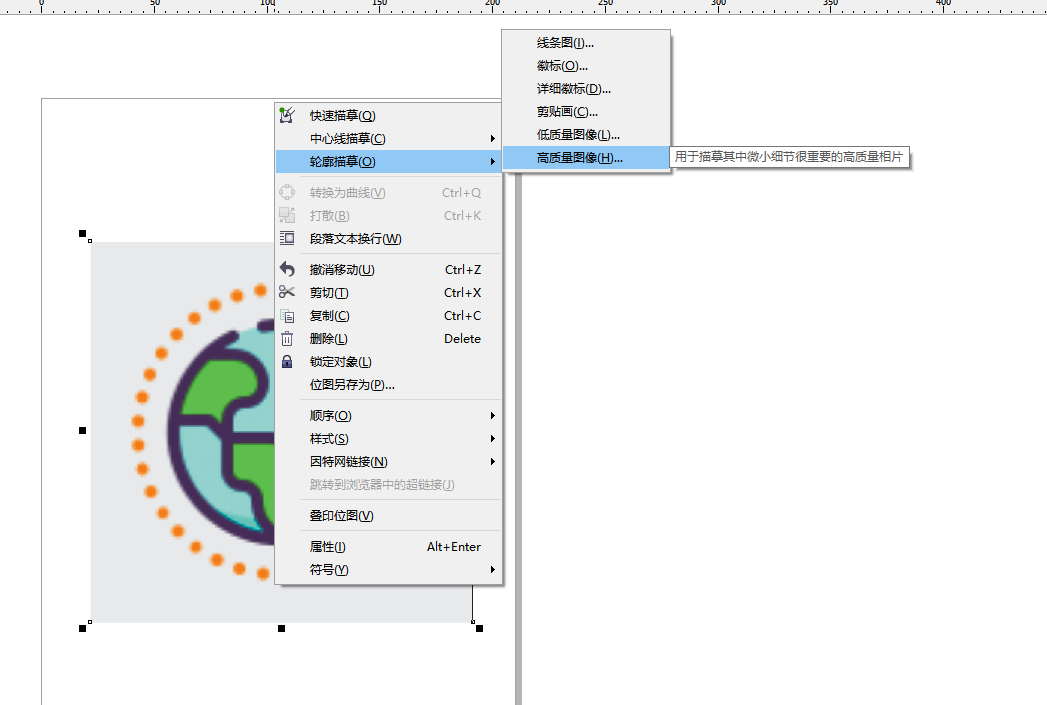 0 50 100 150 200 250 300 350 400
线条图(I)...
徽标(O)...
详细徽标(D)...
剪贴画(C)...
低质量图像(L)...
高质量图像(H)...
用于描摹其中微小细节很重要的高质量相片
快速描摹(Q)
中心线描摹(C)
轮廓描摹(O)
转换为曲线(V) Ctrl+Q
打散(B) Ctrl+K
段落文本换行(W)
撤消移动(U) Ctrl+Z
剪切(T) Ctrl+X
复制(C) Ctrl+C
删除(L) Delete
锁定对象(L)
位图另存为(P)...
顺序(O)
样式(S)
因特网链接(N)
跳转到浏览器中的超链接(J)
叠印位图(V)
属性(I) Alt+Enter
符号(Y)